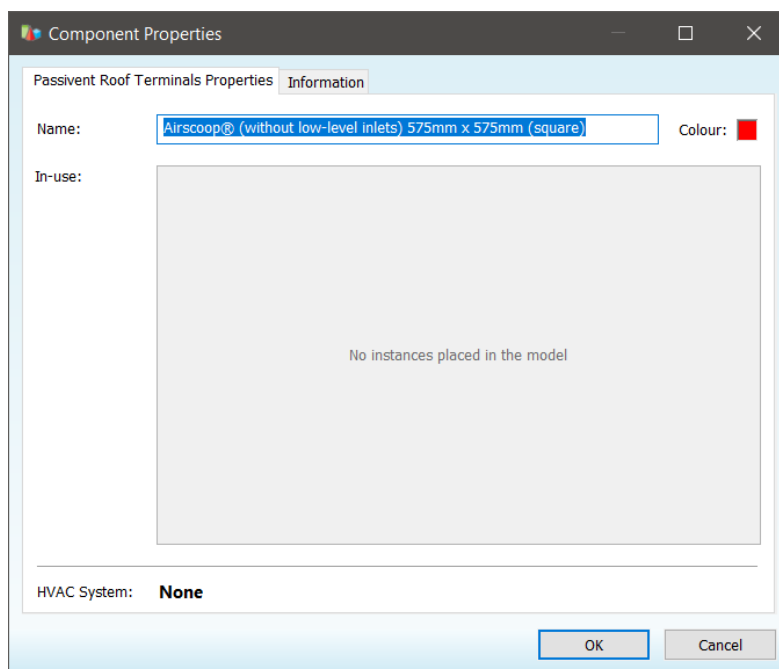 Component Properties
Passivent Roof Terminals Properties Information
Name: Airscoop® (without low-level inlets) 575mm x 575mm (square) Colour:
In-use:
No instances placed in the model
HVAC System: None
OK Cancel